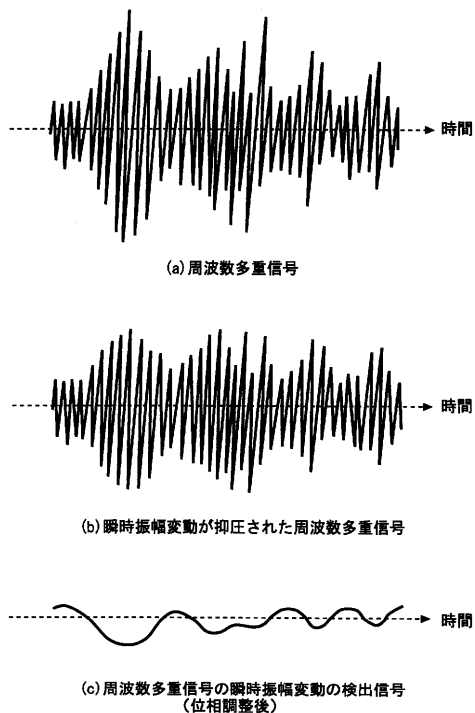 時間
(a)周波数多重信号
時間
(b)瞬時振幅変動が抑圧された周波数多重信号
時間
(c)周波数多重信号の瞬時振幅変動の検出信号
(位相調整後)